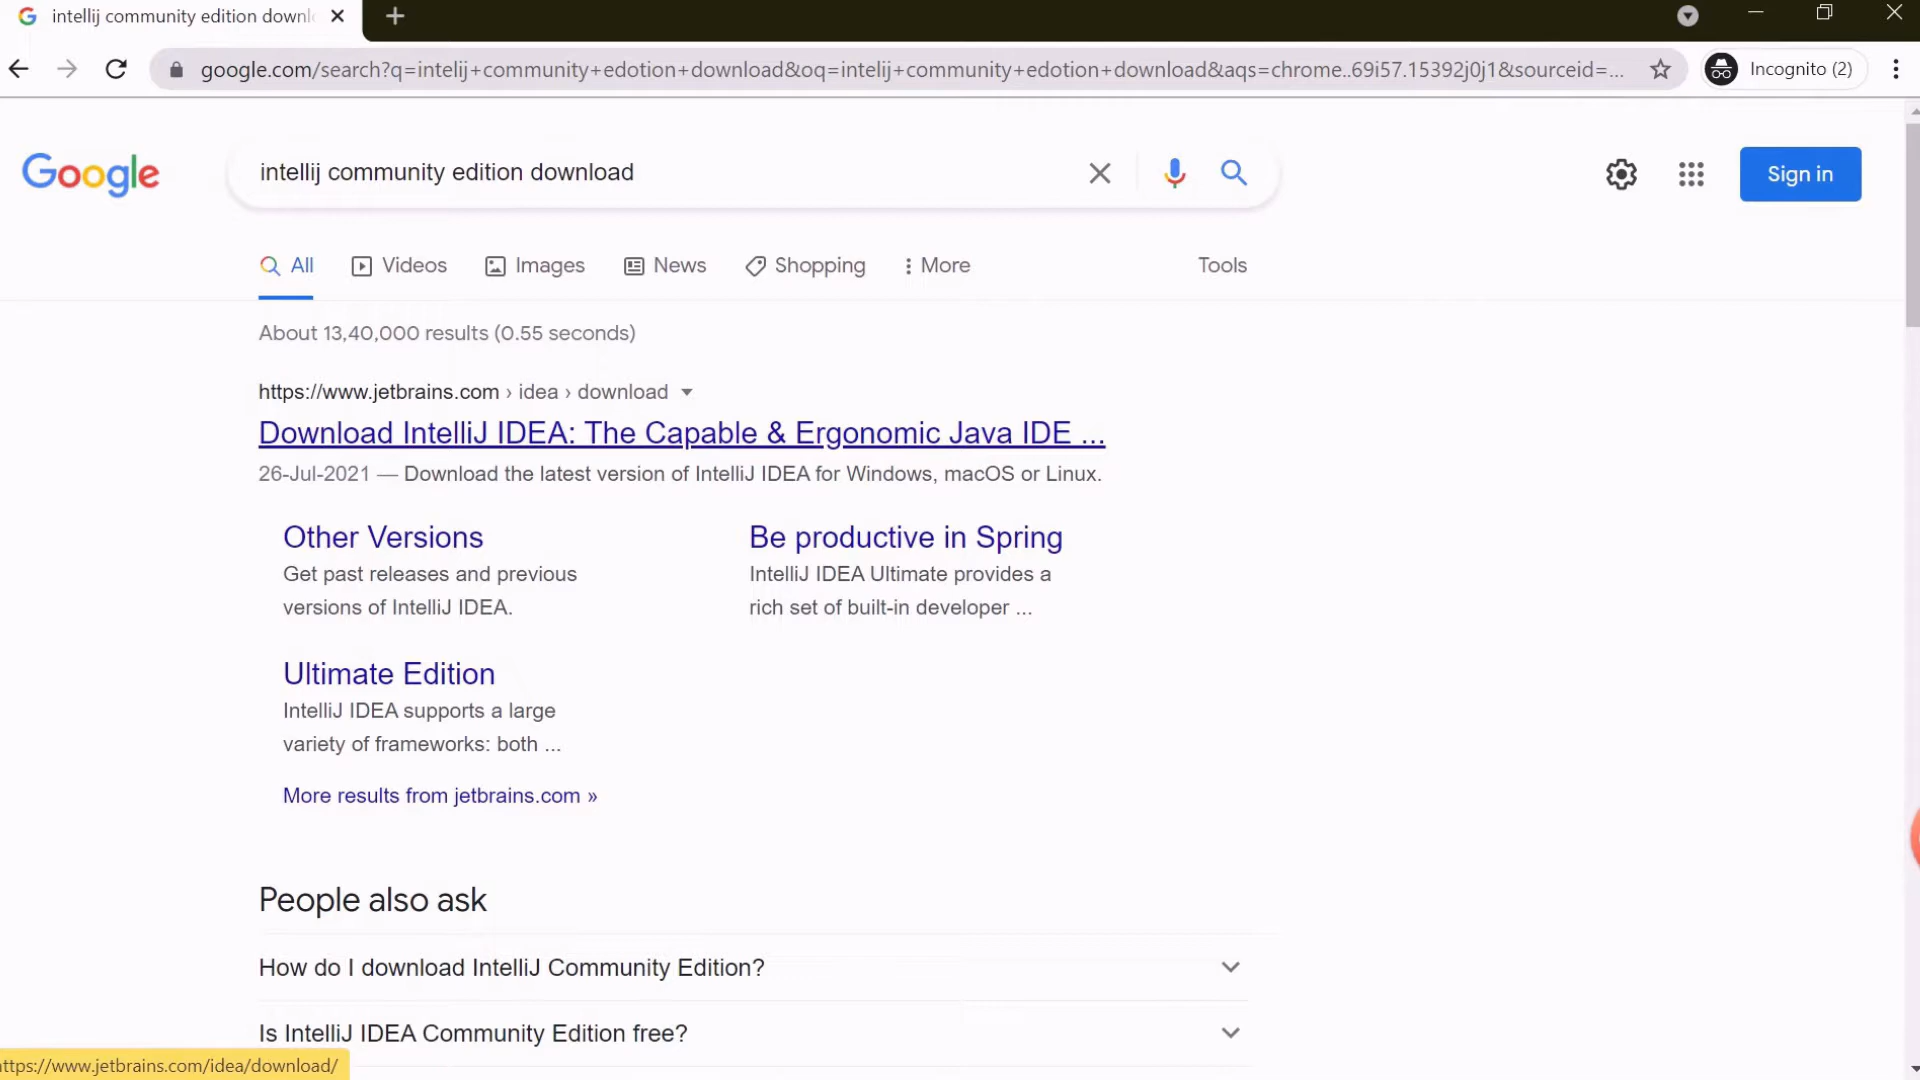 intellij community edition downl
google.com/search?q=intelij+community+edotion+download&oq=intelij+community+edotion+download&aqs=chrome..69i57.15392j0j1&sourceid=...
Incognito (2)
Google
intellij community edition download
Sign in
All
Videos
Images
News
Shopping
More
Tools
About 13,40,000 results (0.55 seconds)
https://www.jetbrains.com › idea › download
Download IntelliJ IDEA: The Capable & Ergonomic Java IDE ...
26-Jul-2021 — Download the latest version of IntelliJ IDEA for Windows, macOS or Linux.
Other Versions
Get past releases and previous
versions of IntelliJ IDEA.
Be productive in Spring
IntelliJ IDEA Ultimate provides a
rich set of built-in developer ...
Ultimate Edition
IntelliJ IDEA supports a large
variety of frameworks: both ...
More results from jetbrains.com »
People also ask
How do I download IntelliJ Community Edition?
Is IntelliJ IDEA Community Edition free?
https://www.jetbrains.com/idea/download/